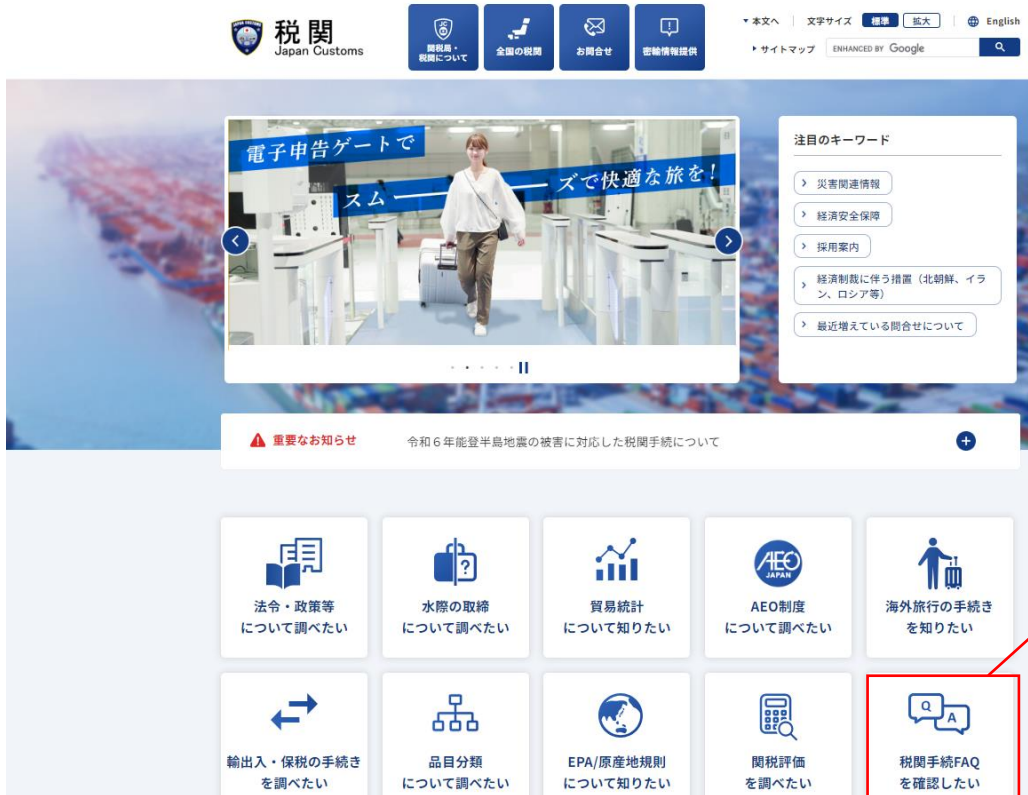 税関
Japan Customs
関税局・
税関について
全国の税関
お問合せ
密輸情報提供
本文へ
文字サイズ 標準 拡大
English
サイトマップ
ENHANCED BY Google
電子申告ゲートで
スムーーーズで快適な旅を!
注目のキーワード
災害関連情報
経済安全保障
採用案内
経済制裁に伴う措置（北朝鮮、イラ
ン、ロシア等）
最近増えている問合せについて
重要なお知らせ
令和６年能登半島地震の被害に対応した税関手続について
法令・政策等
について調べたい
?
水際の取締
について調べたい
貿易統計
について知りたい
AEO
JAPAN
AEO制度
について調べたい
海外旅行の手続き
を知りたい
輸出入・保税の手続き
を調べたい
品目分類
について調べたい
EPA/原産地規則
について知りたい
関税評価
を調べたい
Q
A
税関手続FAQ
を確認したい